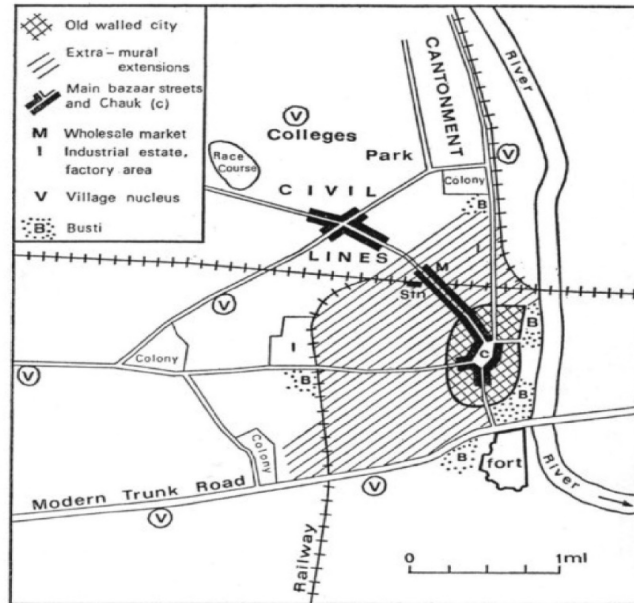 Old walled city
Extra-mural
extensions
Main bazaar streets
and Chauk (c)
M Wholesale market
I Industrial estate,
factory area
V Village nucleus
B Busti
CANTONMENT
River
V
Colleges
Park
V
Race
Course
Colony
CIVIL
B
I
LINES
M
Stn
V
B
I
Colony
C
V
B
B
Colony
B
fort
River
Modern Trunk Road
V
V
Railway
0 1ml